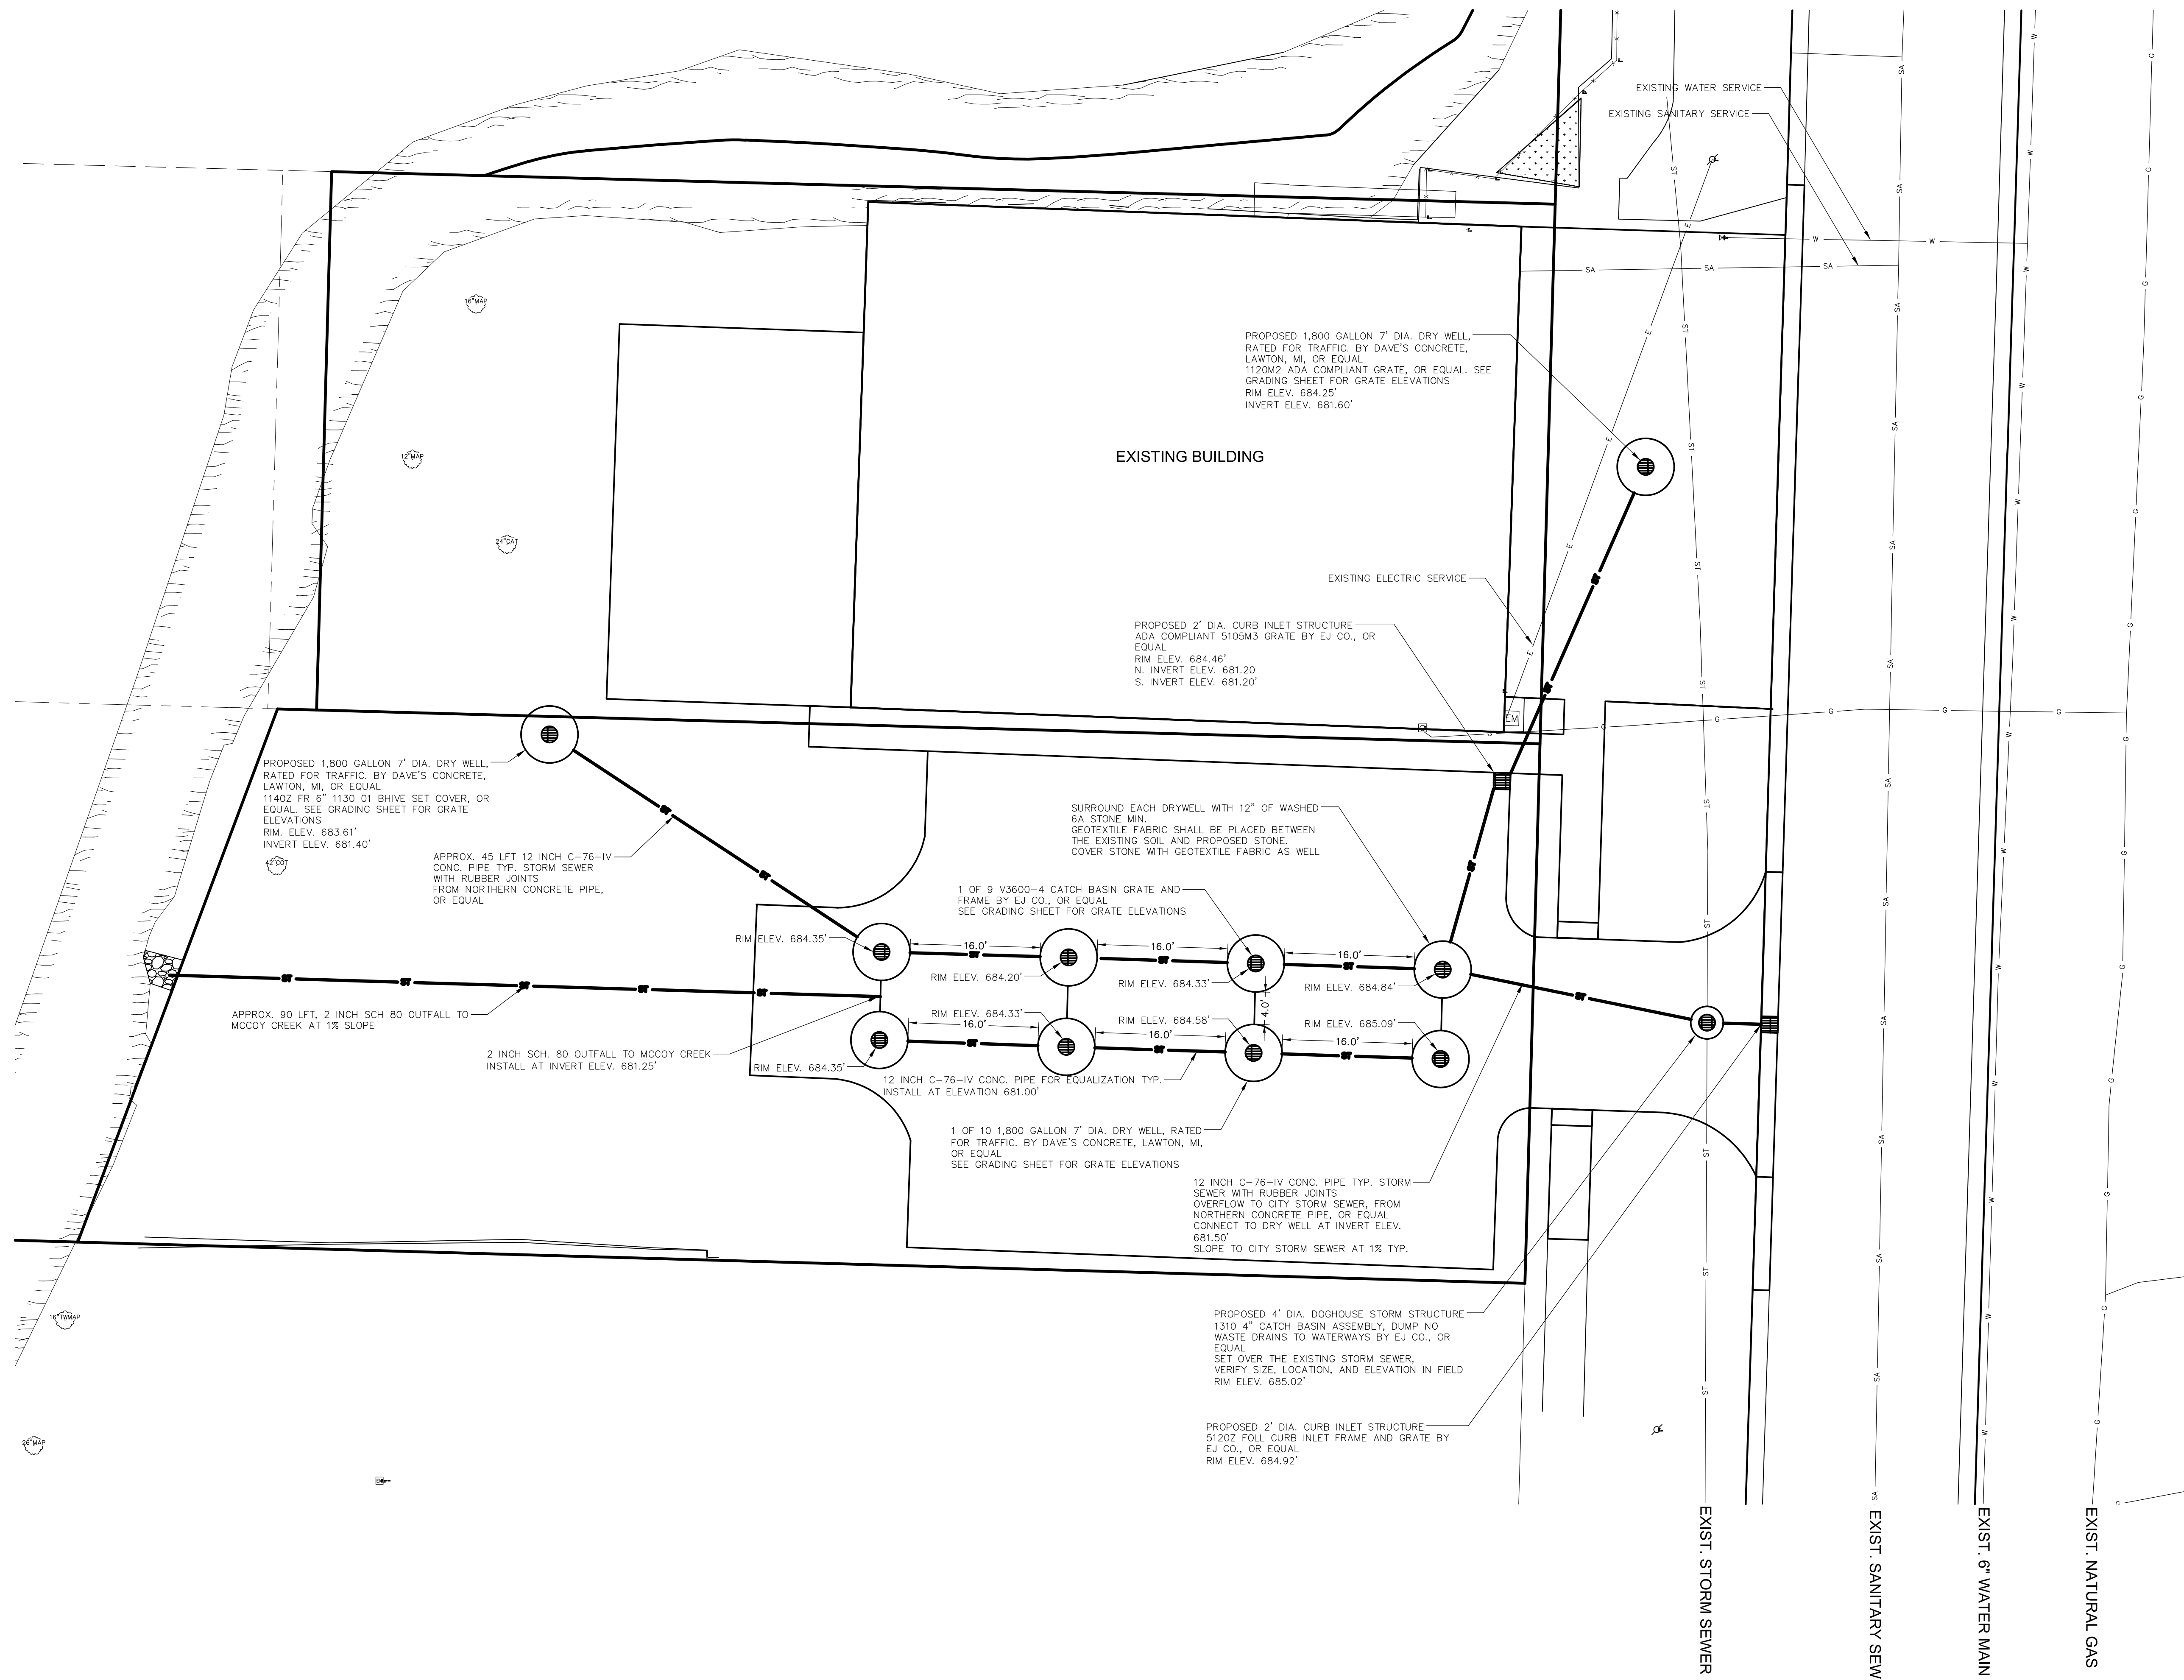 EXISTING WATER SERVICE
EXISTING SANITARY SERVICE
16"MAP
12"MAP
24"CAT
PROPOSED 1,800 GALLON 7' DIA. DRY WELL,
RATED FOR TRAFFIC. BY DAVE'S CONCRETE,
LAWTON, MI, OR EQUAL
1120M2 ADA COMPLIANT GRATE, OR EQUAL. SEE
GRADING SHEET FOR GRATE ELEVATIONS
RIM ELEV. 684.25'
INVERT ELEV. 681.60'
EXISTING BUILDING
EXISTING ELECTRIC SERVICE
PROPOSED 2' DIA. CURB INLET STRUCTURE
ADA COMPLIANT 5105M3 GRATE BY EJ CO., OR
EQUAL
RIM ELEV. 684.46'
N. INVERT ELEV. 681.20
S. INVERT ELEV. 681.20'
EM
PROPOSED 1,800 GALLON 7' DIA. DRY WELL,
RATED FOR TRAFFIC. BY DAVE'S CONCRETE,
LAWTON, MI, OR EQUAL
1140Z FR 6" 1130 01 BHIVE SET COVER, OR
EQUAL. SEE GRADING SHEET FOR GRATE
ELEVATIONS
RIM. ELEV. 683.61'
INVERT ELEV. 681.40'
42"COT
APPROX. 45 LFT 12 INCH C-76-IV
CONC. PIPE TYP. STORM SEWER
WITH RUBBER JOINTS
FROM NORTHERN CONCRETE PIPE,
OR EQUAL
SURROUND EACH DRYWELL WITH 12" OF WASHED
6A STONE MIN.
GEOTEXTILE FABRIC SHALL BE PLACED BETWEEN
THE EXISTING SOIL AND PROPOSED STONE.
COVER STONE WITH GEOTEXTILE FABRIC AS WELL
1 OF 9 V3600-4 CATCH BASIN GRATE AND
FRAME BY EJ CO., OR EQUAL
SEE GRADING SHEET FOR GRATE ELEVATIONS
RIM ELEV. 684.35'
16.0'
16.0'
16.0'
RIM ELEV. 684.20'
RIM ELEV. 684.33'
RIM ELEV. 684.84'
4.0'
RIM ELEV. 684.33'
RIM ELEV. 684.58'
RIM ELEV. 685.09'
16.0'
16.0'
16.0'
RIM ELEV. 684.35'
APPROX. 90 LFT, 2 INCH SCH 80 OUTFALL TO
MCCOY CREEK AT 1% SLOPE
2 INCH SCH. 80 OUTFALL TO MCCOY CREEK
INSTALL AT INVERT ELEV. 681.25'
12 INCH C-76-IV CONC. PIPE FOR EQUALIZATION TYP.
INSTALL AT ELEVATION 681.00'
1 OF 10 1,800 GALLON 7' DIA. DRY WELL, RATED
FOR TRAFFIC. BY DAVE'S CONCRETE, LAWTON, MI,
OR EQUAL
SEE GRADING SHEET FOR GRATE ELEVATIONS
12 INCH C-76-IV CONC. PIPE TYP. STORM
SEWER WITH RUBBER JOINTS
OVERFLOW TO CITY STORM SEWER, FROM
NORTHERN CONCRETE PIPE, OR EQUAL
CONNECT TO DRY WELL AT INVERT ELEV.
681.50'
SLOPE TO CITY STORM SEWER AT 1% TYP.
PROPOSED 4' DIA. DOGHOUSE STORM STRUCTURE
1310 4" CATCH BASIN ASSEMBLY, DUMP NO
WASTE DRAINS TO WATERWAYS BY EJ CO., OR
EQUAL
SET OVER THE EXISTING STORM SEWER,
VERIFY SIZE, LOCATION, AND ELEVATION IN FIELD
RIM ELEV. 685.02'
PROPOSED 2' DIA. CURB INLET STRUCTURE
5120Z FOLL CURB INLET FRAME AND GRATE BY
EJ CO., OR EQUAL
RIM ELEV. 684.92'
16"TWMAP
26"MAP
EXIST. STORM SEWER
EXIST. SANITARY SEW
EXIST. 6" WATER MAIN
EXIST. NATURAL GAS